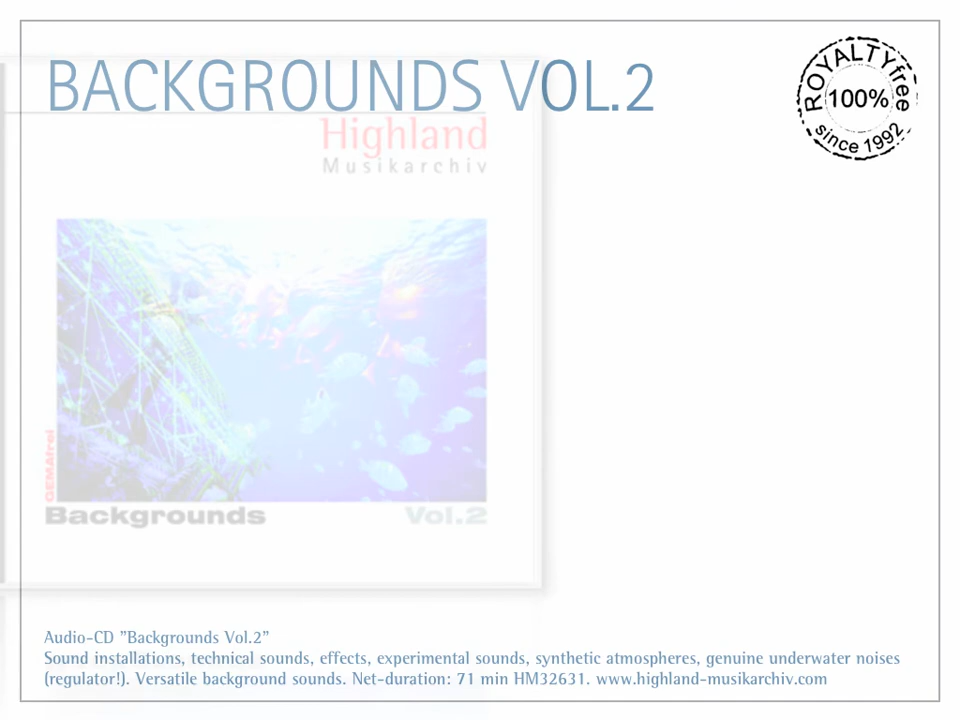 BACKGROUNDS VOL.2
ROYALTYfree
100%
since 1992
Highland
Musikarchiv
GEMAfrei
Backgrounds Vol.2
Audio-CD "Backgrounds Vol.2"
Sound installations, technical sounds, effects, experimental sounds, synthetic atmospheres, genuine underwater noises
(regulator!). Versatile background sounds. Net-duration: 71 min HM32631. www.highland-musikarchiv.com